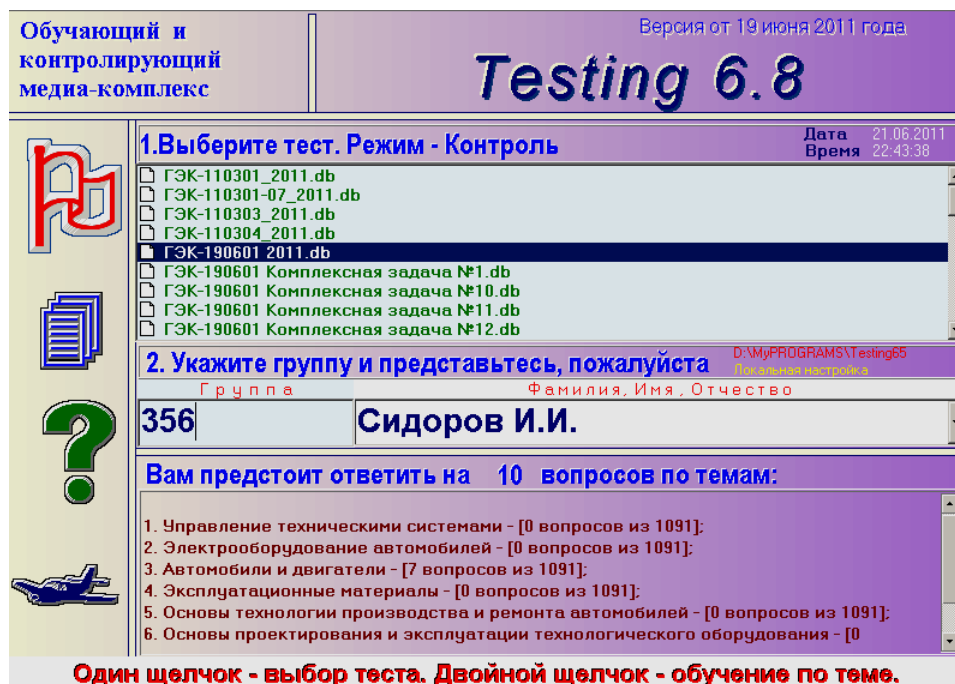 Обучающий и
контролирующий
медиа-комплекс
Версия от 19 июня 2011 года
Testing 6.8
1.Выберите тест. Режим - Контроль
Дата 21.06.2011
Время 22:43:38
ГЭК-110301_2011.db
ГЭК-110301-07_2011.db
ГЭК-110303_2011.db
ГЭК-110304_2011.db
ГЭК-190601 2011.db
ГЭК-190601 Комплексная задача №1.db
ГЭК-190601 Комплексная задача №10.db
ГЭК-190601 Комплексная задача №11.db
ГЭК-190601 Комплексная задача №12.db
2. Укажите группу и представьтесь, пожалуйста
D:\MyPROGRAMS\Testing65
Локальная настройка
Группа Фамилия, Имя, Отчество
356 Сидоров И.И.
Вам предстоит ответить на 10 вопросов по темам:
1. Управление техническими системами - [0 вопросов из 1091];
2. Электрооборудование автомобилей - [0 вопросов из 1091];
3. Автомобили и двигатели - [7 вопросов из 1091];
4. Эксплуатационные материалы - [0 вопросов из 1091];
5. Основы технологии производства и ремонта автомобилей - [0 вопросов из 1091];
6. Основы проектирования и эксплуатации технологического оборудования - [0
Один щелчок - выбор теста. Двойной щелчок - обучение по теме.